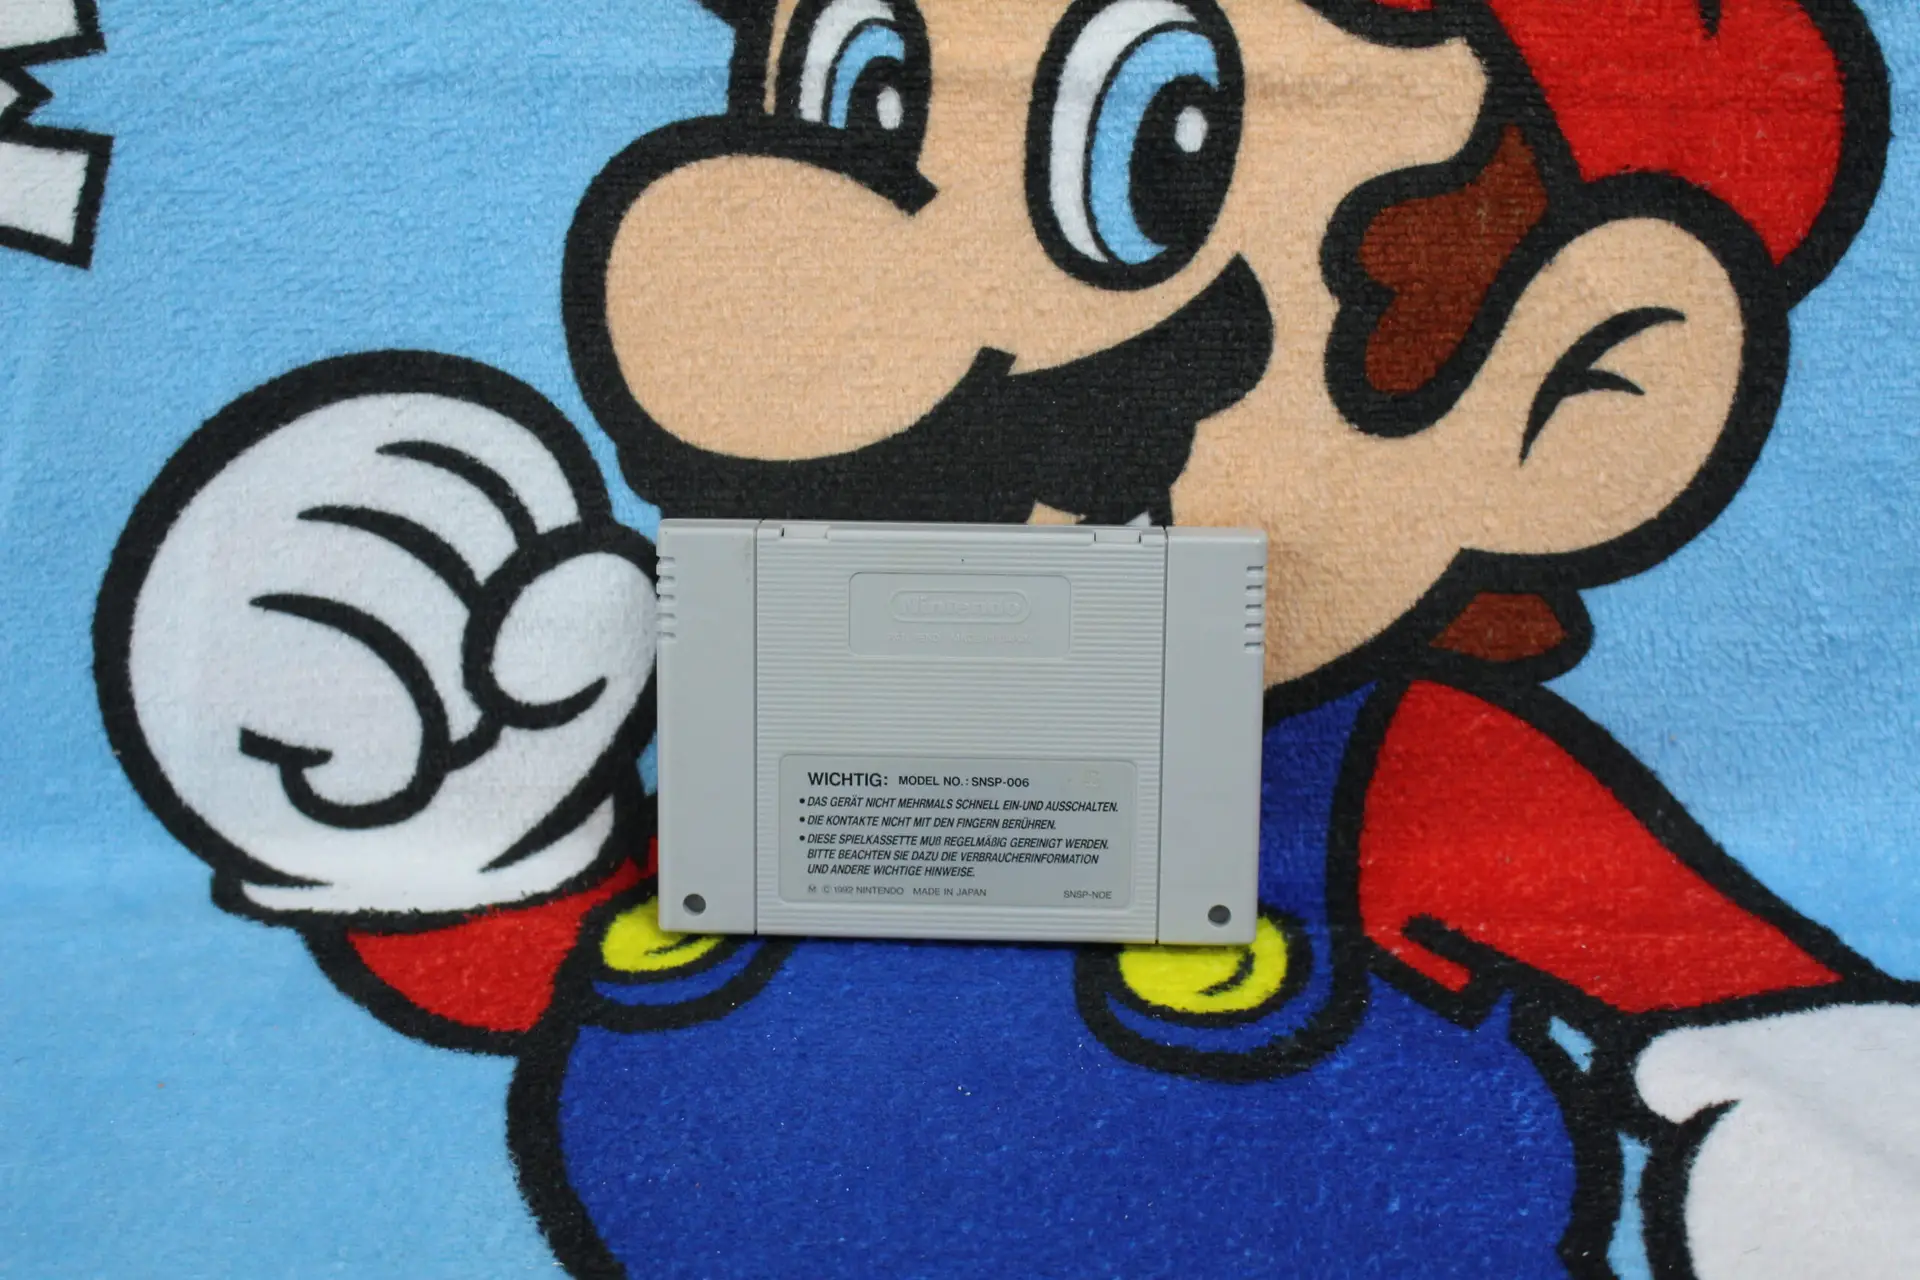 Nintendo
WICHTIG: MODEL NO.: SNSP-006
• DAS GERÄT NICHT MEHRMALS SCHNELL EIN-UND AUSSCHALTEN.
• DIE KONTAKTE NICHT MIT DEN FINGERN BERÜHREN.
• DIESE SPIELKASSETTE MUß REGELMÄßIG GEREINIGT WERDEN.
BITTE BEACHTEN SIE DAZU DIE VERBRAUCHERINFORMATION
UND ANDERE WICHTIGE HINWEISE.
M © 1992 NINTENDO MADE IN JAPAN SNSP-NOE